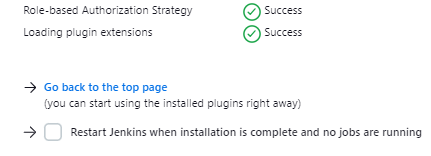 Role-based Authorization Strategy Success
Loading plugin extensions Success
Go back to the top page
(you can start using the installed plugins right away)
Restart Jenkins when installation is complete and no jobs are running